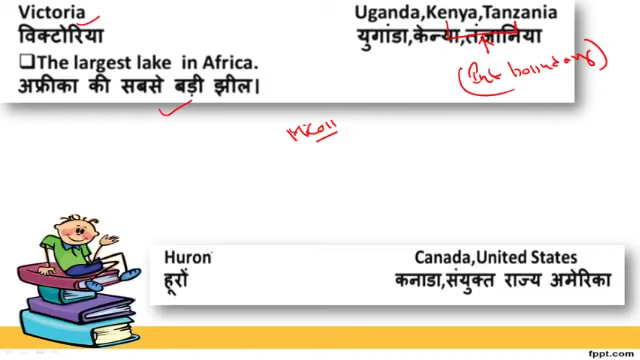 Victoria Uganda,Kenya,Tanzania
विक्टोरिया युगांडा,केन्या,तंजानिया
❑The largest lake in Africa.
अफ्रीका की सबसे बड़ी झील।
Huron Canada,United States
हूरों कनाडा,संयुक्त राज्य अमेरिका
fppt.com